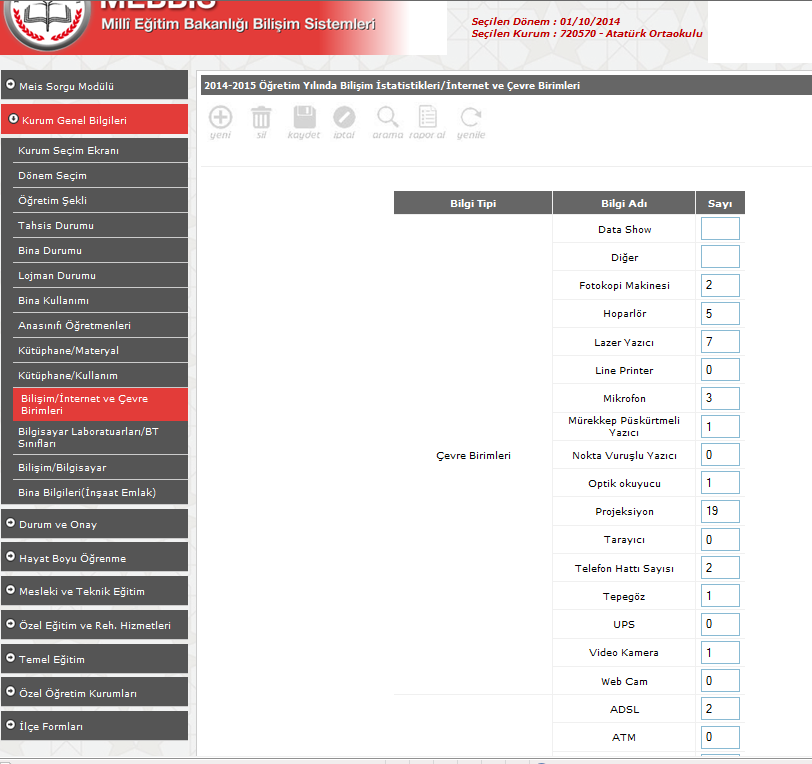 MEBBİS
Millî Eğitim Bakanlığı Bilişim Sistemleri
Seçilen Dönem : 01/10/2014
Seçilen Kurum : 720570 - Atatürk Ortaokulu
Meis Sorgu Modülü
Kurum Genel Bilgileri
Kurum Seçim Ekranı
Dönem Seçim
Öğretim Şekli
Tahsis Durumu
Bina Durumu
Lojman Durumu
Bina Kullanımı
Anasınıfı Öğretmenleri
Kütüphane/Materyal
Kütüphane/Kullanım
Bilişim/İnternet ve Çevre
Birimleri
Bilgisayar Laboratuarları/BT
Sınıfları
Bilişim/Bilgisayar
Bina Bilgileri(İnşaat Emlak)
Durum ve Onay
Hayat Boyu Öğrenme
Mesleki ve Teknik Eğitim
Özel Eğitim ve Reh. Hizmetleri
Temel Eğitim
Özel Öğretim Kurumları
İlçe Formları
2014-2015 Öğretim Yılında Bilişim İstatistikleri/İnternet ve Çevre Birimleri
yeni sil kaydet iptal arama rapor al yenile
Bilgi Tipi Bilgi Adı Sayı
Çevre Birimleri
Data Show
Diğer
Fotokopi Makinesi 2
Hoparlör 5
Lazer Yazıcı 7
Line Printer 0
Mikrofon 3
Mürekkep Püskürtmeli
Yazıcı 1
Nokta Vuruşlu Yazıcı 0
Optik okuyucu 1
Projeksiyon 19
Tarayıcı 0
Telefon Hattı Sayısı 2
Tepegöz 1
UPS 0
Video Kamera 1
Web Cam 0
ADSL 2
ATM 0